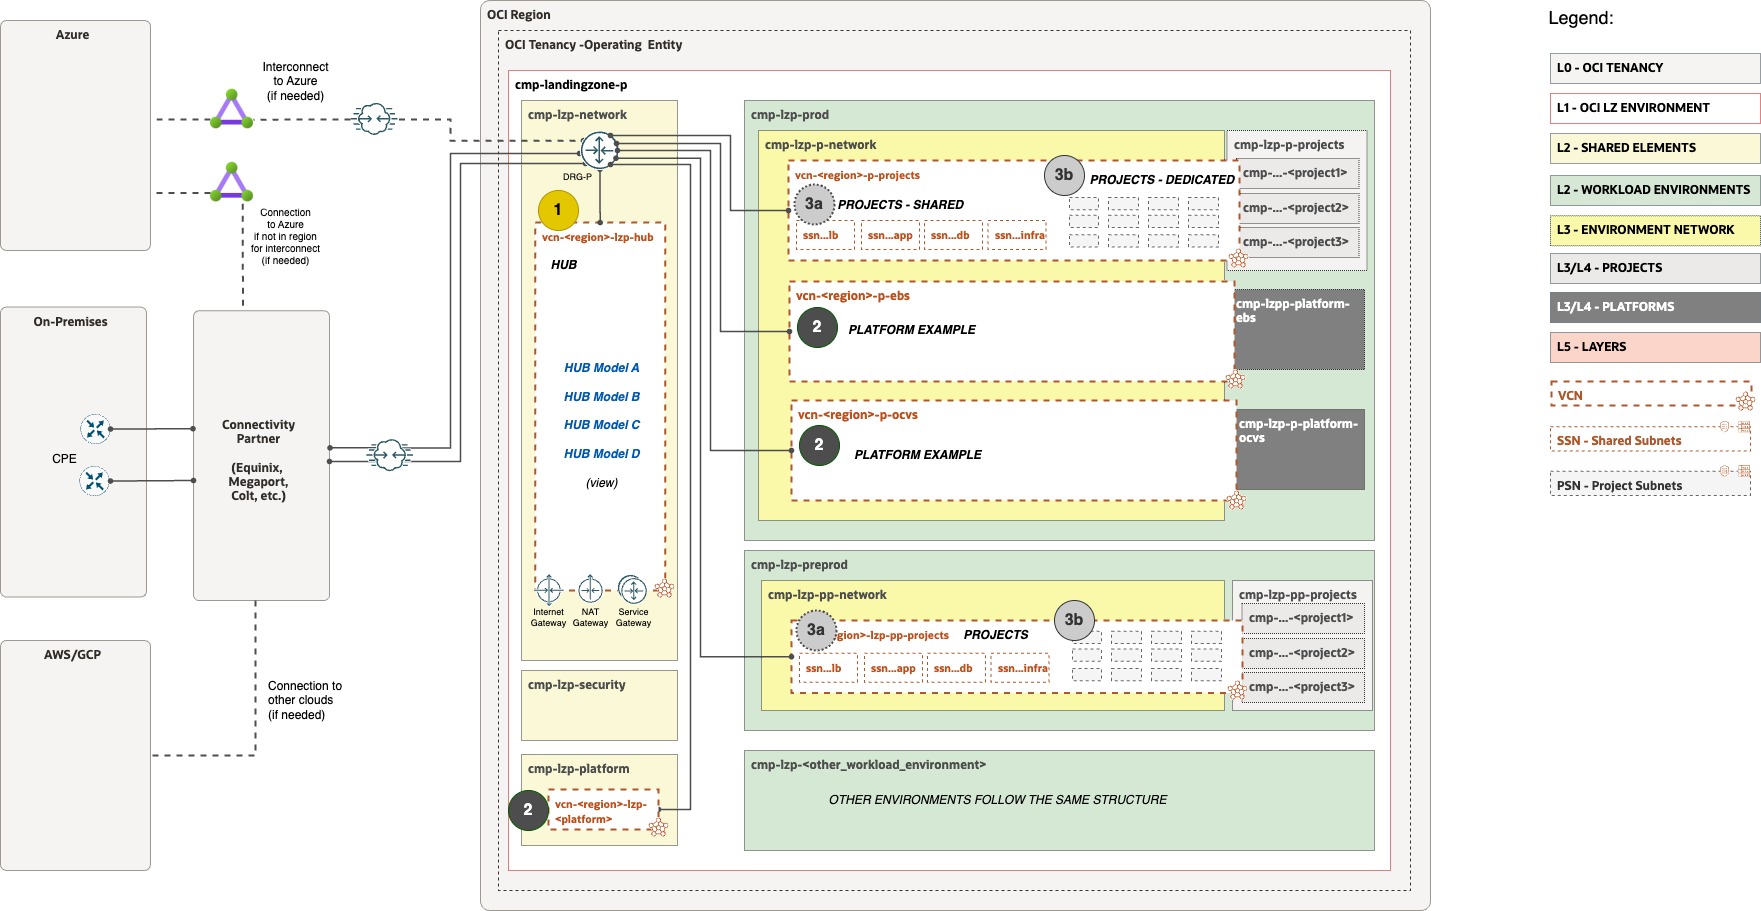 Azure
Interconnect
to Azure
(if needed)
Connection
to Azure
if not in region
for interconnect
(if needed)
On-Premises
CPE
Connectivity
Partner
(Equinix,
Megaport,
Colt, etc.)
AWS/GCP
Connection to
other clouds
(if needed)
OCI Region
OCI Tenancy -Operating Entity
cmp-landingzone-p
cmp-lzp-network
DRG-P
1
vcn-<region>-lzp-hub
HUB
HUB Model A
HUB Model B
HUB Model C
HUB Model D
(view)
Internet
Gateway
NAT
Gateway
Service
Gateway
cmp-lzp-security
cmp-lzp-platform
2
vcn-<region>-lzp-
<platform>
cmp-lzp-prod
cmp-lzp-p-network
vcn-<region>-p-projects
3a
PROJECTS - SHARED
3b
PROJECTS - DEDICATED
ssn...lb
ssn...app
ssn...db
ssn...infra
cmp-lzp-p-projects
cmp-...-<project1>
cmp-...-<project2>
cmp-...-<project3>
vcn-<region>-p-ebs
2
PLATFORM EXAMPLE
cmp-lzpp-platform-
ebs
vcn-<region>-p-ocvs
2
PLATFORM EXAMPLE
cmp-lzp-p-platform-
ocvs
cmp-lzp-preprod
cmp-lzp-pp-network
3a
gion>-lzp-pp-projects
PROJECTS
3b
ssn...lb
ssn...app
ssn...db
ssn...infra
cmp-lzp-pp-projects
cmp-...-<project1>
cmp-...-<project2>
cmp-...-<project3>
cmp-lzp-<other_workload_environment>
OTHER ENVIRONMENTS FOLLOW THE SAME STRUCTURE
Legend:
L0 - OCI TENANCY
L1 - OCI LZ ENVIRONMENT
L2 - SHARED ELEMENTS
L2 - WORKLOAD ENVIRONMENTS
L3 - ENVIRONMENT NETWORK
L3/L4 - PROJECTS
L3/L4 - PLATFORMS
L5 - LAYERS
VCN
SSN - Shared Subnets
PSN - Project Subnets